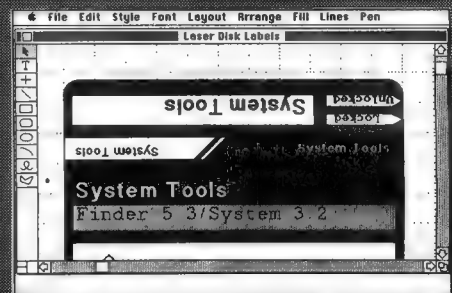 File Edit Style Font Layout Arrange Fill Lines Pen
Laser Disk Labels
System Tools
Unlocked
Locked
System Tools
System Tools
System Tools
Finder 5 3/System 3.2